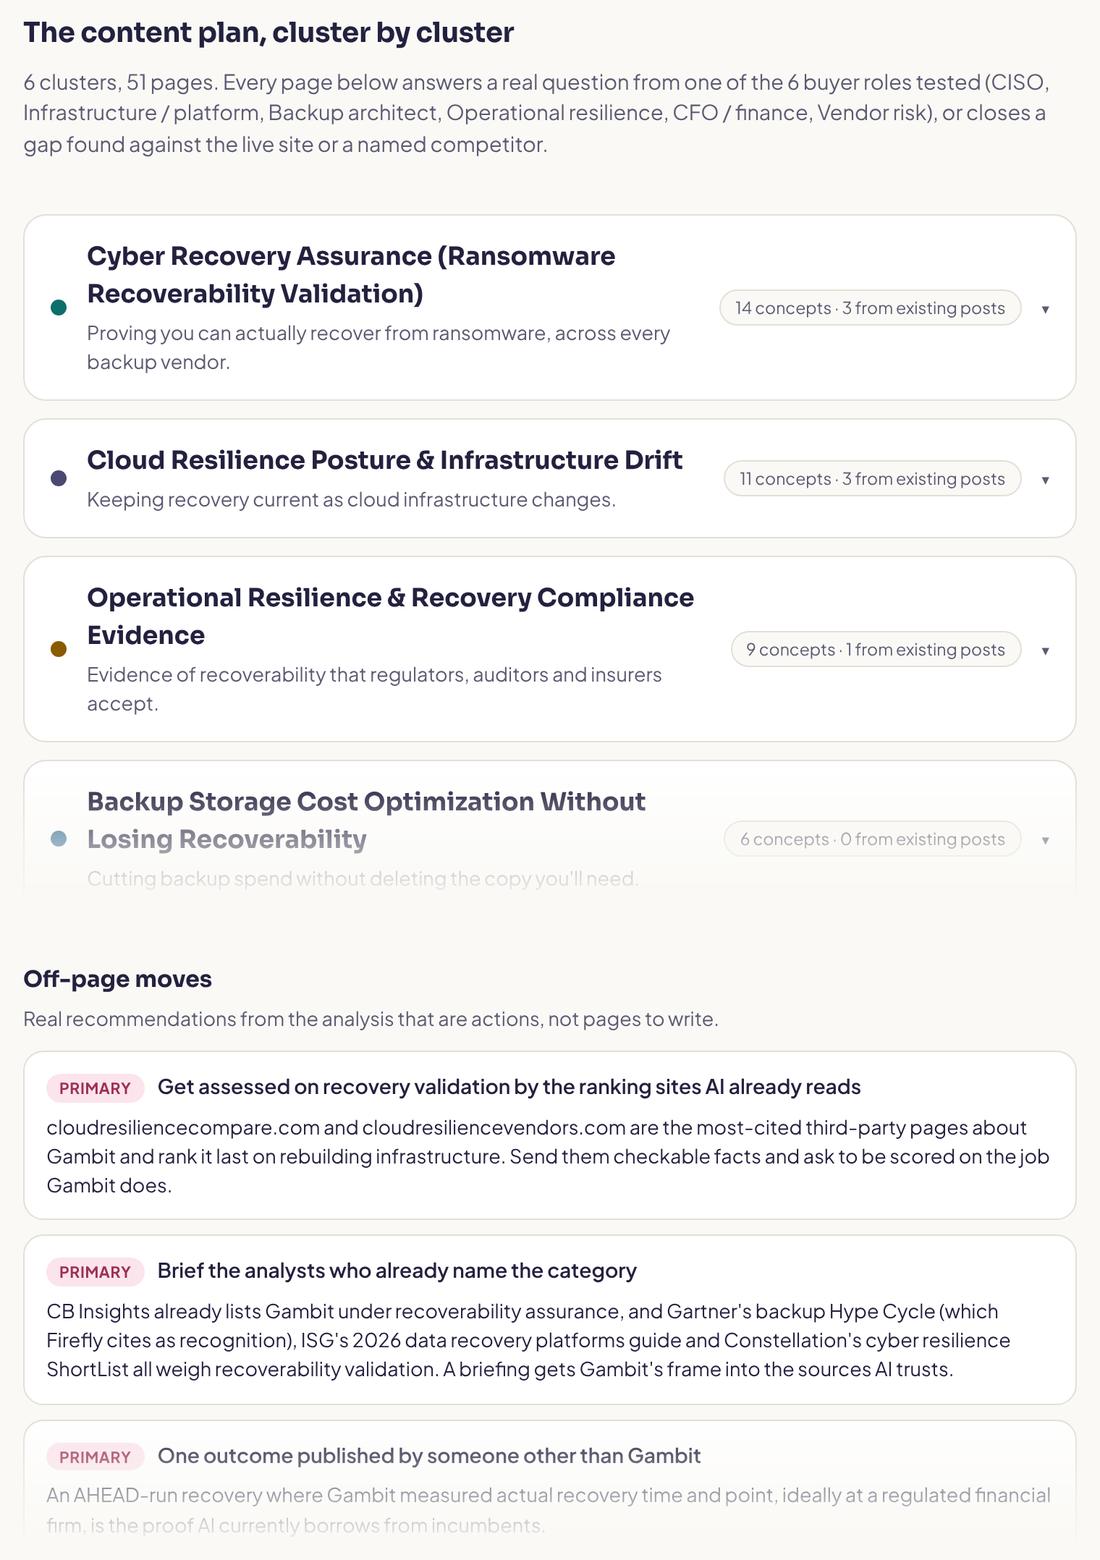 The content plan, cluster by cluster
6 clusters, 51 pages. Every page below answers a real question from one of the 6 buyer roles tested (CISO,
Infrastructure / platform, Backup architect, Operational resilience, CFO / finance, Vendor risk), or closes a
gap found against the live site or a named competitor.
Cyber Recovery Assurance (Ransomware
Recoverability Validation)
Proving you can actually recover from ransomware, across every
backup vendor.
14 concepts · 3 from existing posts
Cloud Resilience Posture & Infrastructure Drift
Keeping recovery current as cloud infrastructure changes.
11 concepts · 3 from existing posts
Operational Resilience & Recovery Compliance
Evidence
Evidence of recoverability that regulators, auditors and insurers
accept.
9 concepts · 1 from existing posts
Backup Storage Cost Optimization Without
Losing Recoverability
Cutting backup spend without deleting the copy you'll need.
6 concepts · 0 from existing posts
Off-page moves
Real recommendations from the analysis that are actions, not pages to write.
PRIMARY Get assessed on recovery validation by the ranking sites AI already reads
cloudresiliencecompare.com and cloudresiliencevendors.com are the most-cited third-party pages about
Gambit and rank it last on rebuilding infrastructure. Send them checkable facts and ask to be scored on the job
Gambit does.
PRIMARY Brief the analysts who already name the category
CB Insights already lists Gambit under recoverability assurance, and Gartner's backup Hype Cycle (which
Firefly cites as recognition), ISG's 2026 data recovery platforms guide and Constellation's cyber resilience
ShortList all weigh recoverability validation. A briefing gets Gambit's frame into the sources AI trusts.
PRIMARY One outcome published by someone other than Gambit
An AHEAD-run recovery where Gambit measured actual recovery time and point, ideally at a regulated financial
firm, is the proof AI currently borrows from incumbents.